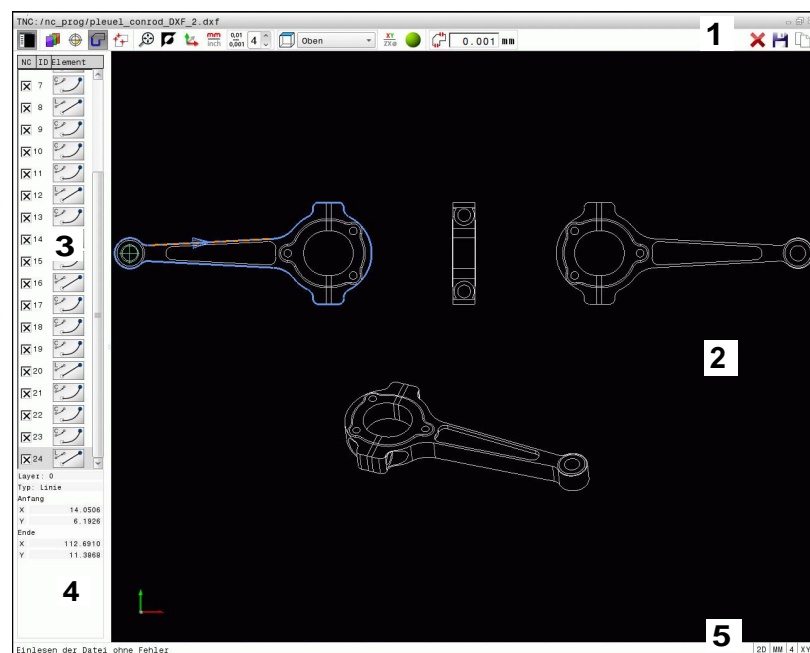 TNC:/nc_prog/pleuel_conrod_DXF_2.dxf
mm
inch
0,01
0,001
4
Oben
XY
ZXØ
0.001 mm
1
NC ID Element
7 C
8 L
9 C
10 C
11 C
12 L
13 C
14
3
15
16 L
17 C
18 C
19 C
20 L
21 C
22 C
23 C
24 L
2
Layer: 0
Typ: Linie
Anfang
X 14.0506
Y 6.1926
Ende
X 112.6910
Y 11.3868
4
5
Einlesen der Datei ohne Fehler
2D MM 4 XY